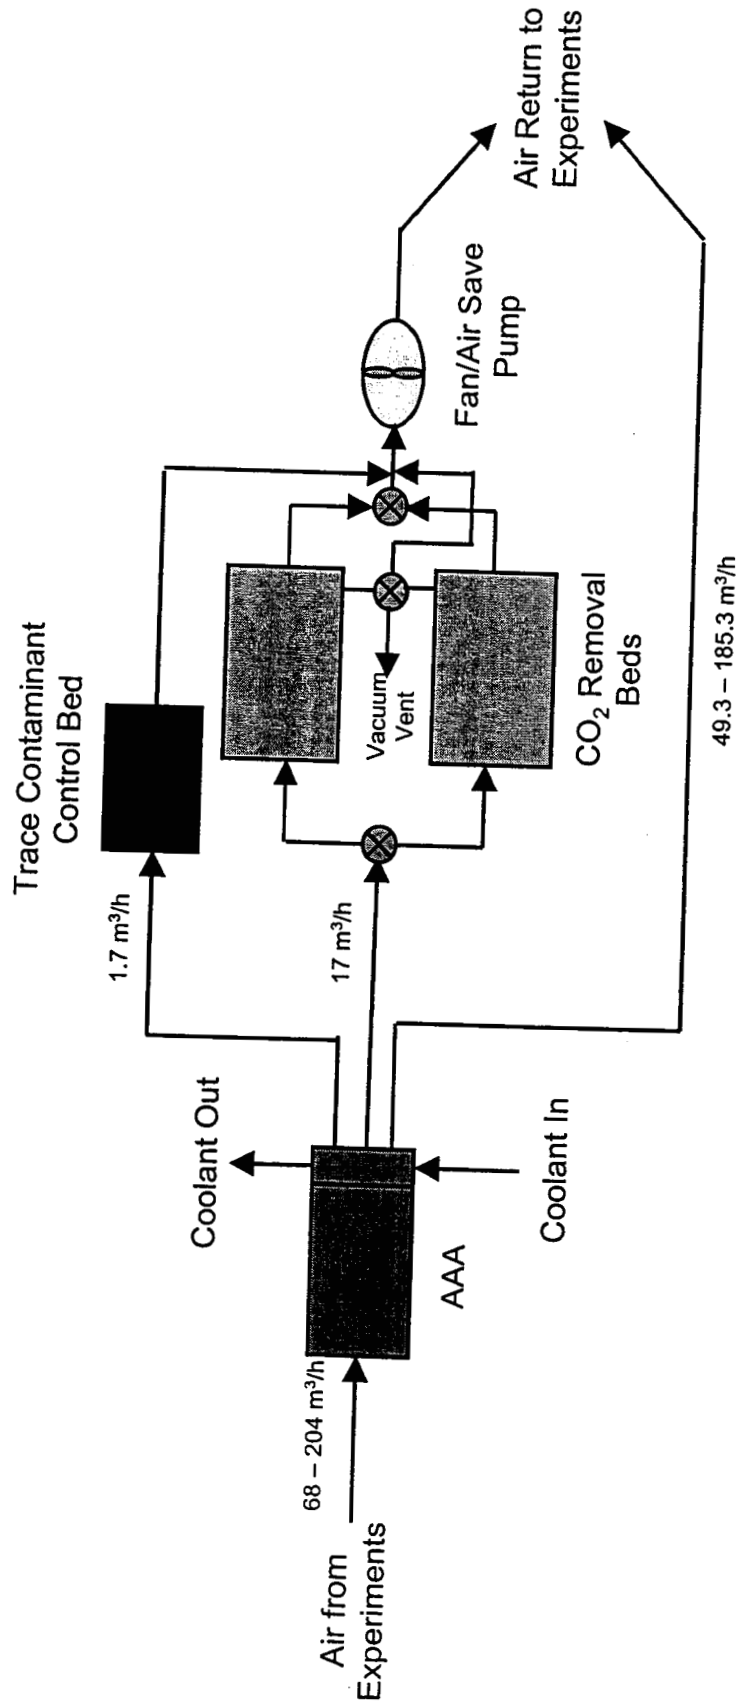 Air from
Experiments
68 – 204 m³/h
AAA
Coolant Out
Coolant In
1.7 m³/h
17 m³/h
49.3 – 185.3 m³/h
Trace Contaminant
Control Bed
Vacuum
Vent
CO₂ Removal
Beds
Fan/Air Save
Pump
Air Return to
Experiments